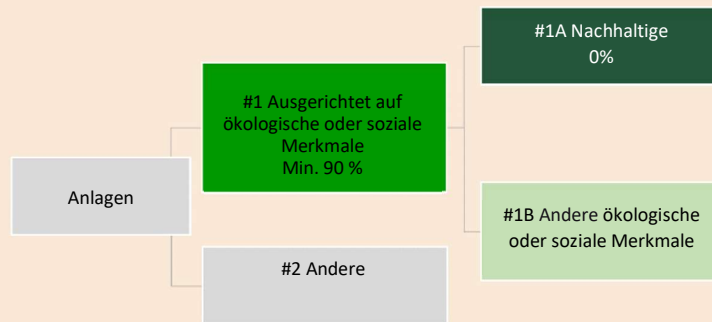 Anlagen
#1 Ausgerichtet auf
ökologische oder soziale
Merkmale
Min. 90 %
#2 Andere
#1A Nachhaltige
0%
#1B Andere ökologische
oder soziale Merkmale